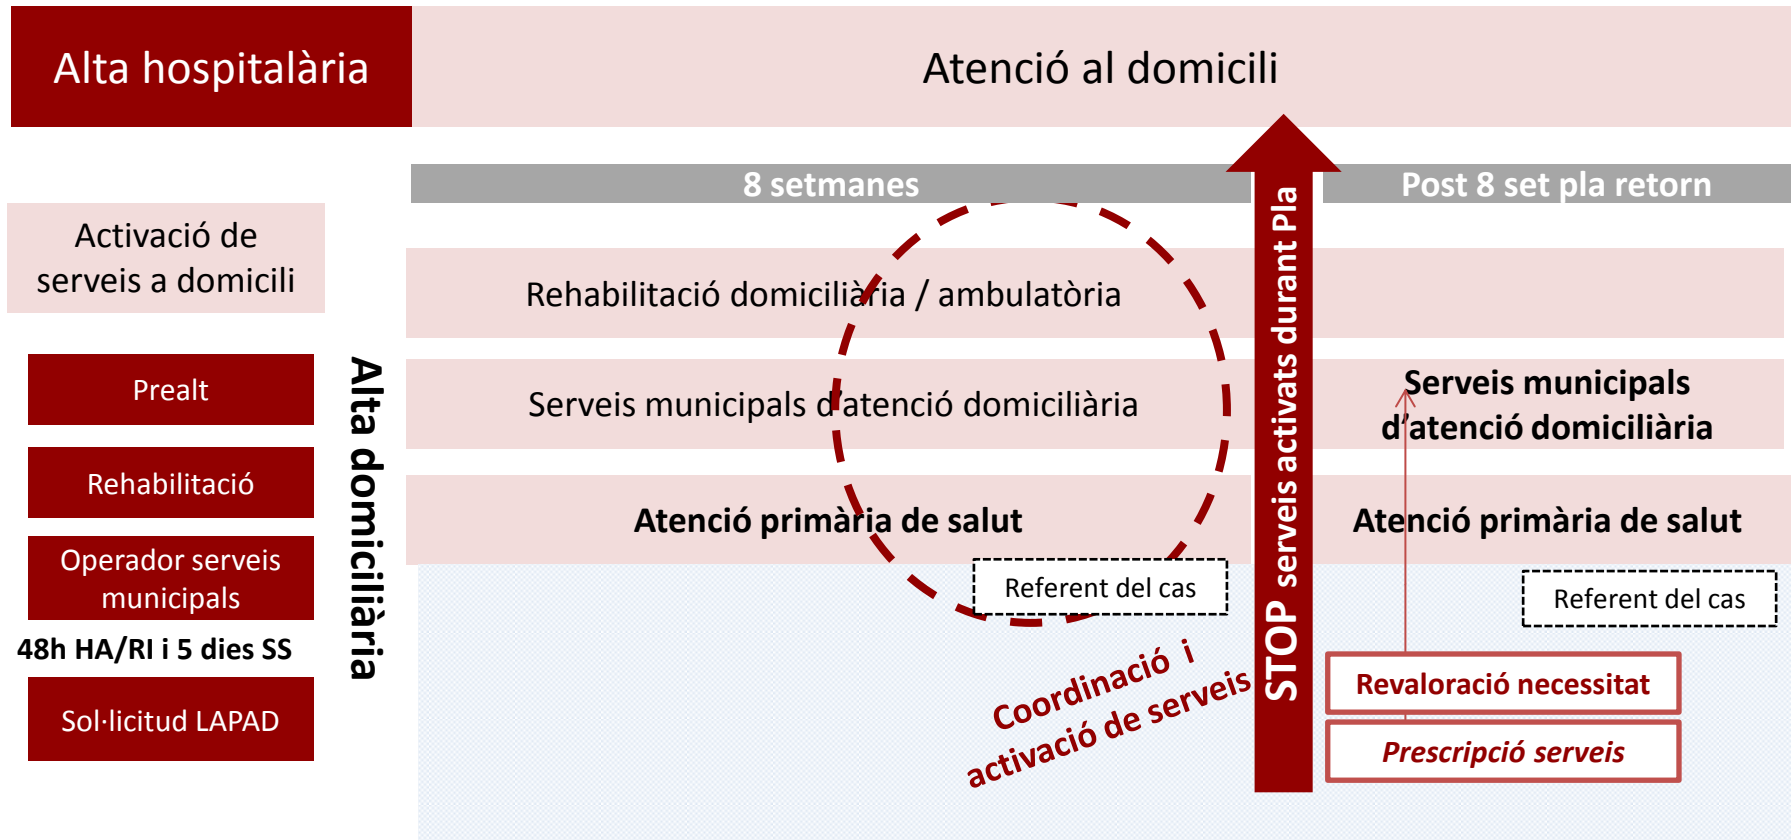 Alta hospitalària
Atenció al domicili
8 setmanes
Post 8 set pla retorn
Activació de
serveis a domicili
Prealt
Rehabilitació
Operador serveis
municipals
48h HA/RI i 5 dies SS
Sol·licitud LAPAD
Alta domiciliària
Rehabilitació domiciliària / ambulatòria
Serveis municipals d'atenció domiciliària
Atenció primària de salut
Referent del cas
Coordinació i
activació de serveis
STOP serveis activats durant Pla
Serveis municipals
d'atenció domiciliària
Atenció primària de salut
Referent del cas
Revaloració necessitat
Prescripció serveis